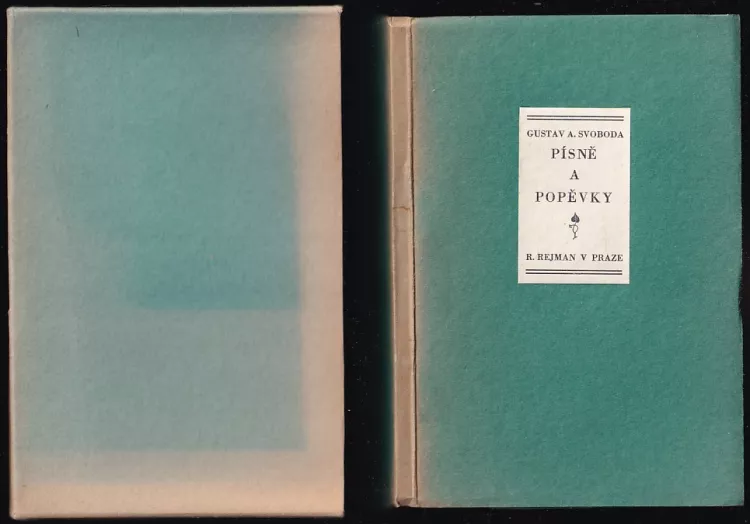 GUSTAV A. SVOBODA
PÍSNĚ
A
POPĚVKY
R. REJMAN V PRAZE